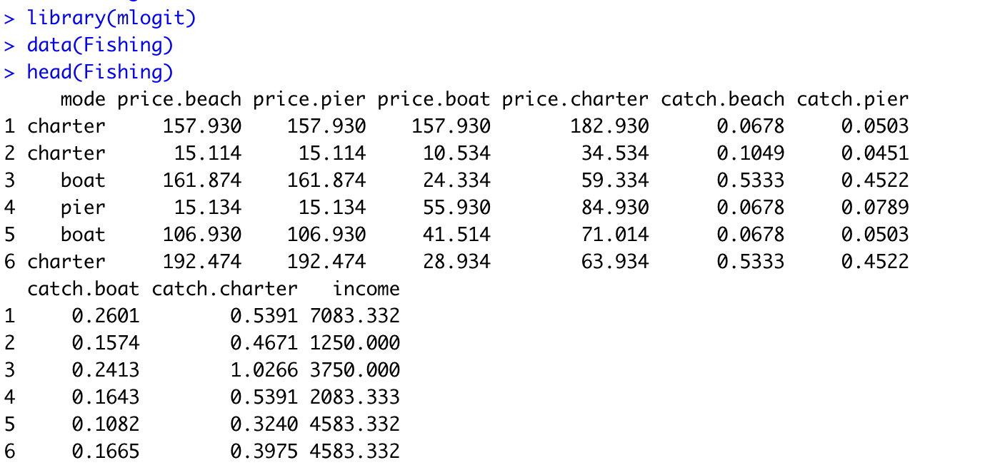 > library(mlogit)
> data(Fishing)
> head(Fishing)
mode price.beach price.pier price.boat price.charter catch.beach catch.pier
1 charter 157.930 157.930 157.930 182.930 0.0678 0.0503
2 charter 15.114 15.114 10.534 34.534 0.1049 0.0451
3 boat 161.874 161.874 24.334 59.334 0.5333 0.4522
4 pier 15.134 15.134 55.930 84.930 0.0678 0.0789
5 boat 106.930 106.930 41.514 71.014 0.0678 0.0503
6 charter 192.474 192.474 28.934 63.934 0.5333 0.4522
catch.boat catch.charter income
1 0.2601 0.5391 7083.332
2 0.1574 0.4671 1250.000
3 0.2413 1.0266 3750.000
4 0.1643 0.5391 2083.333
5 0.1082 0.3240 4583.332
6 0.1665 0.3975 4583.332